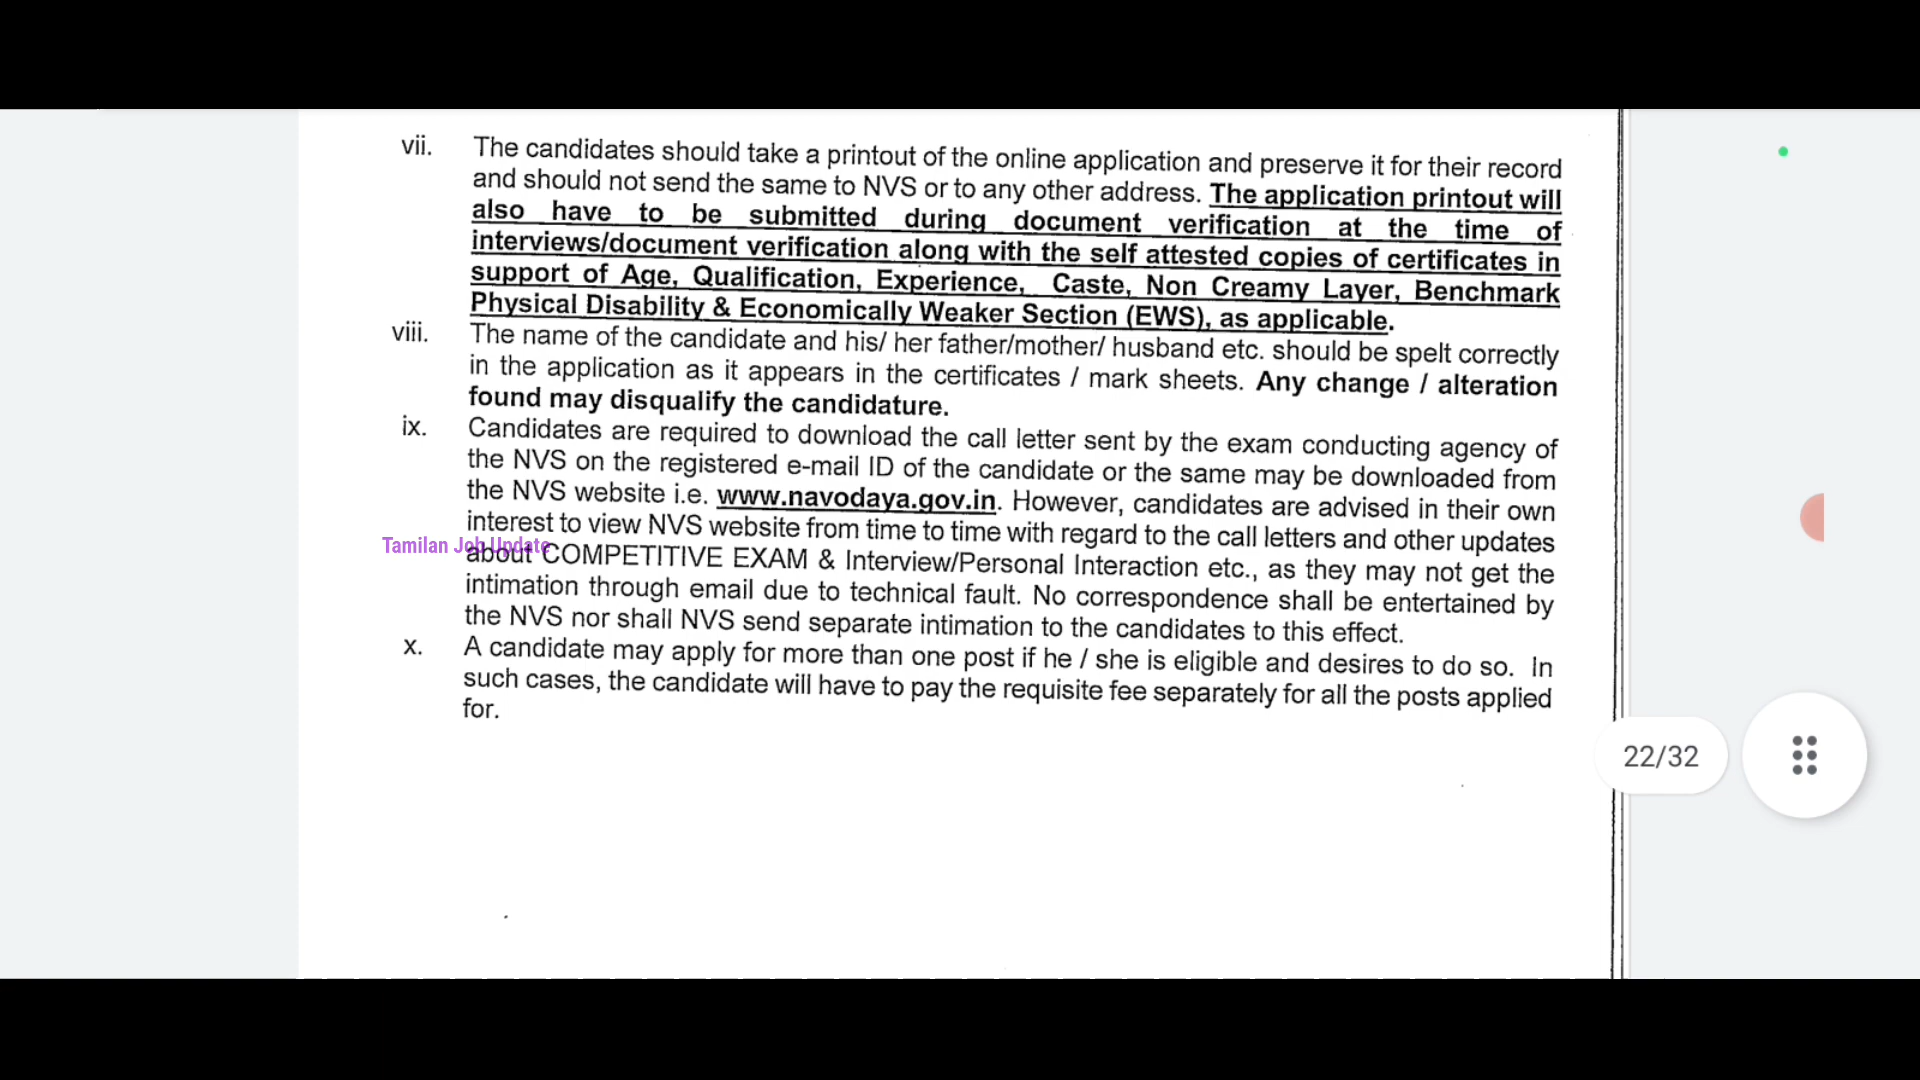 vii. The candidates should take a printout of the online application and preserve it for their record
and should not send the same to NVS or to any other address. The application printout will
also have to be submitted during document verification at the time of
interviews/document verification along with the self attested copies of certificates in
support of Age, Qualification, Experience, Caste, Non Creamy Layer, Benchmark
Physical Disability & Economically Weaker Section (EWS), as applicable.
viii. The name of the candidate and his/ her father/mother/ husband etc. should be spelt correctly
in the application as it appears in the certificates / mark sheets. Any change / alteration
found may disqualify the candidature.
ix. Candidates are required to download the call letter sent by the exam conducting agency of
the NVS on the registered e-mail ID of the candidate or the same may be downloaded from
the NVS website i.e. www.navodaya.gov.in. However, candidates are advised in their own
interest to view NVS website from time to time with regard to the call letters and other updates
Tamilan Job Update
about COMPETITIVE EXAM & Interview/Personal Interaction etc., as they may not get the
intimation through email due to technical fault. No correspondence shall be entertained by
the NVS nor shall NVS send separate intimation to the candidates to this effect.
x. A candidate may apply for more than one post if he / she is eligible and desires to do so. In
such cases, the candidate will have to pay the requisite fee separately for all the posts applied
for.
22/32